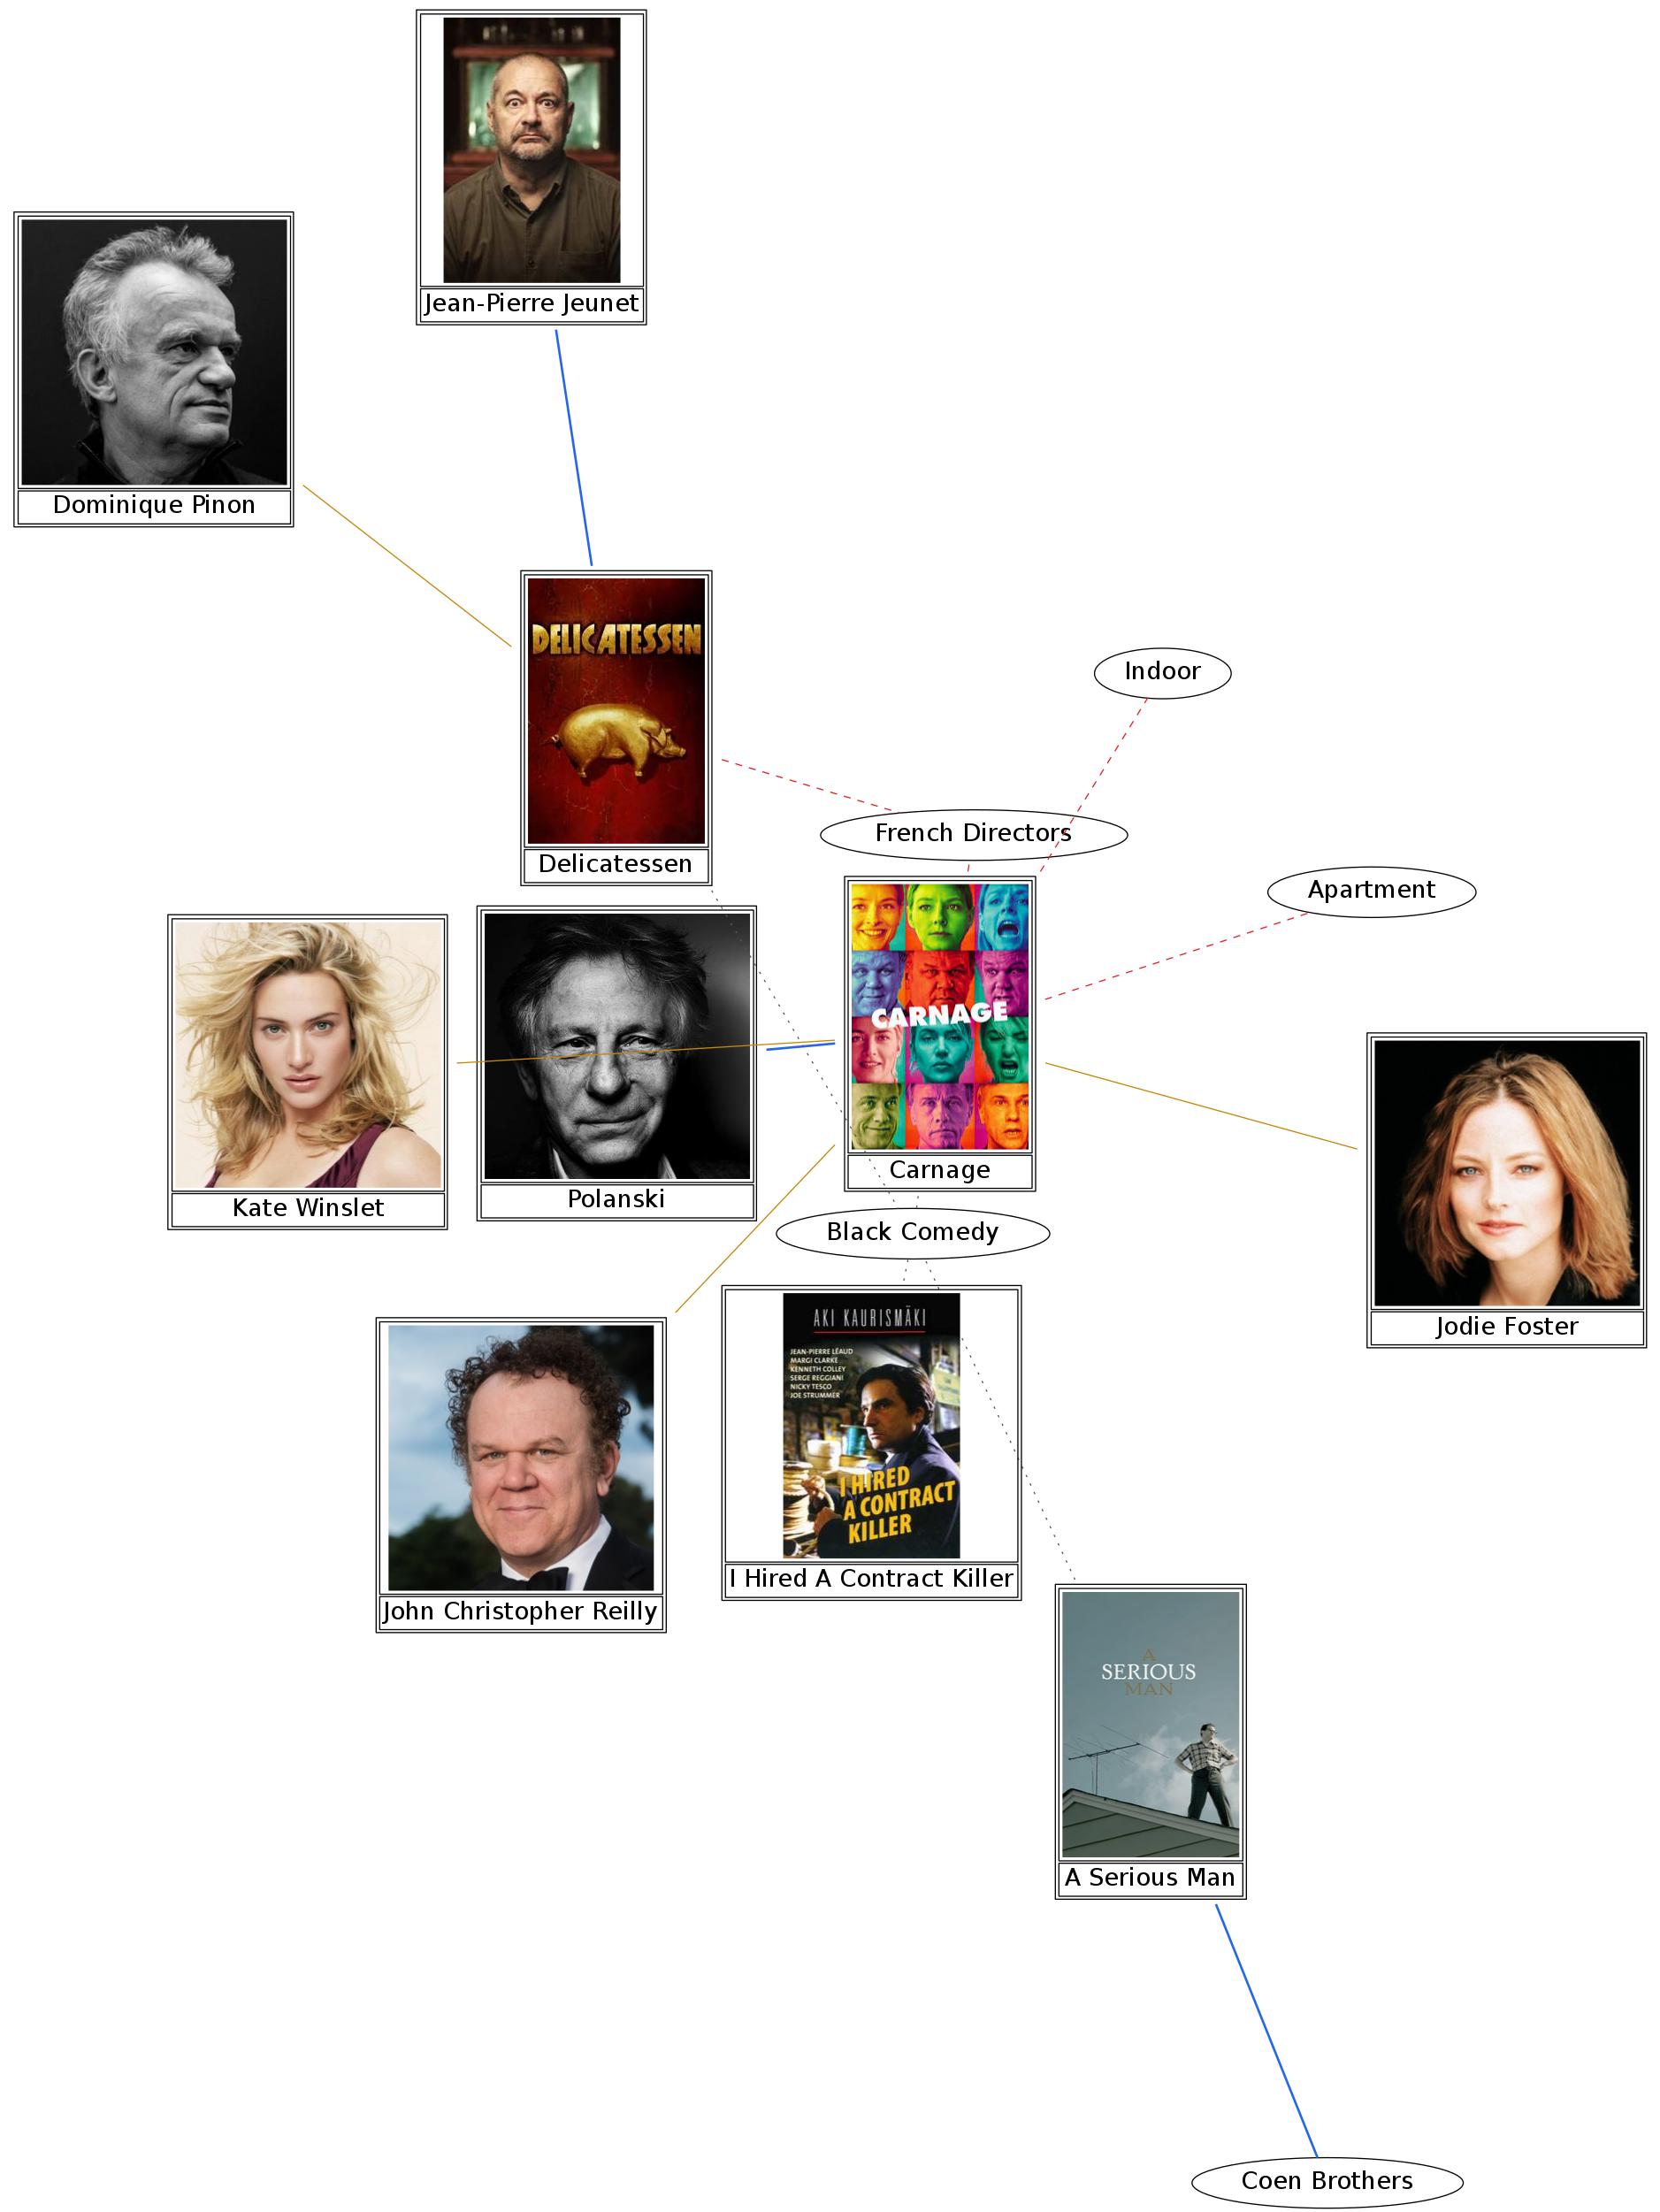 Jean-Pierre Jeunet
Dominique Pinon
DELICATESSEN
Delicatessen
Indoor
French Directors
Apartment
CARNAGE
Carnage
Kate Winslet
Polanski
Jodie Foster
Black Comedy
AKI KAURISMÄKI
JEAN-PIERRE LÉAUD
MARGI CLARKE
KENNETH COLLEY
SERGE REGGIANI
NICKY TESCO
JOE STRUMMER
I HIRED
A CONTRACT
KILLER
I Hired A Contract Killer
John Christopher Reilly
A
SERIOUS
MAN
A Serious Man
Coen Brothers